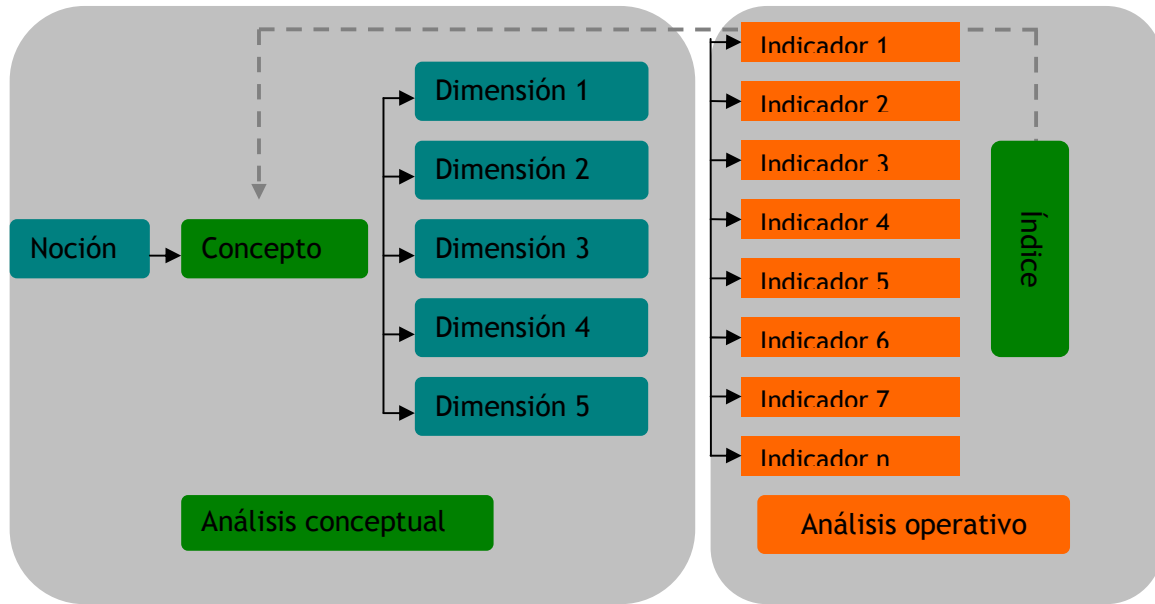 Noción
Concepto
Dimensión 1
Dimensión 2
Dimensión 3
Dimensión 4
Dimensión 5
Análisis conceptual
Indicador 1
Indicador 2
Indicador 3
Indicador 4
Indicador 5
Indicador 6
Indicador 7
Indicador n
Índice
Análisis operativo